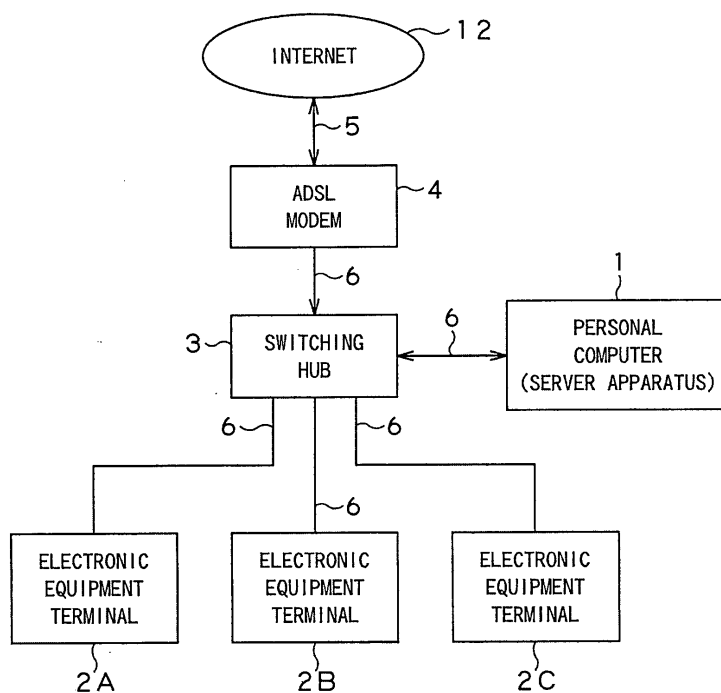 12
INTERNET
5
ADSL
MODEM
4
6
1
3
SWITCHING
HUB
6
PERSONAL
COMPUTER
(SERVER APPARATUS)
6
6
6
ELECTRONIC
EQUIPMENT
TERMINAL
ELECTRONIC
EQUIPMENT
TERMINAL
ELECTRONIC
EQUIPMENT
TERMINAL
2A
2B
2C